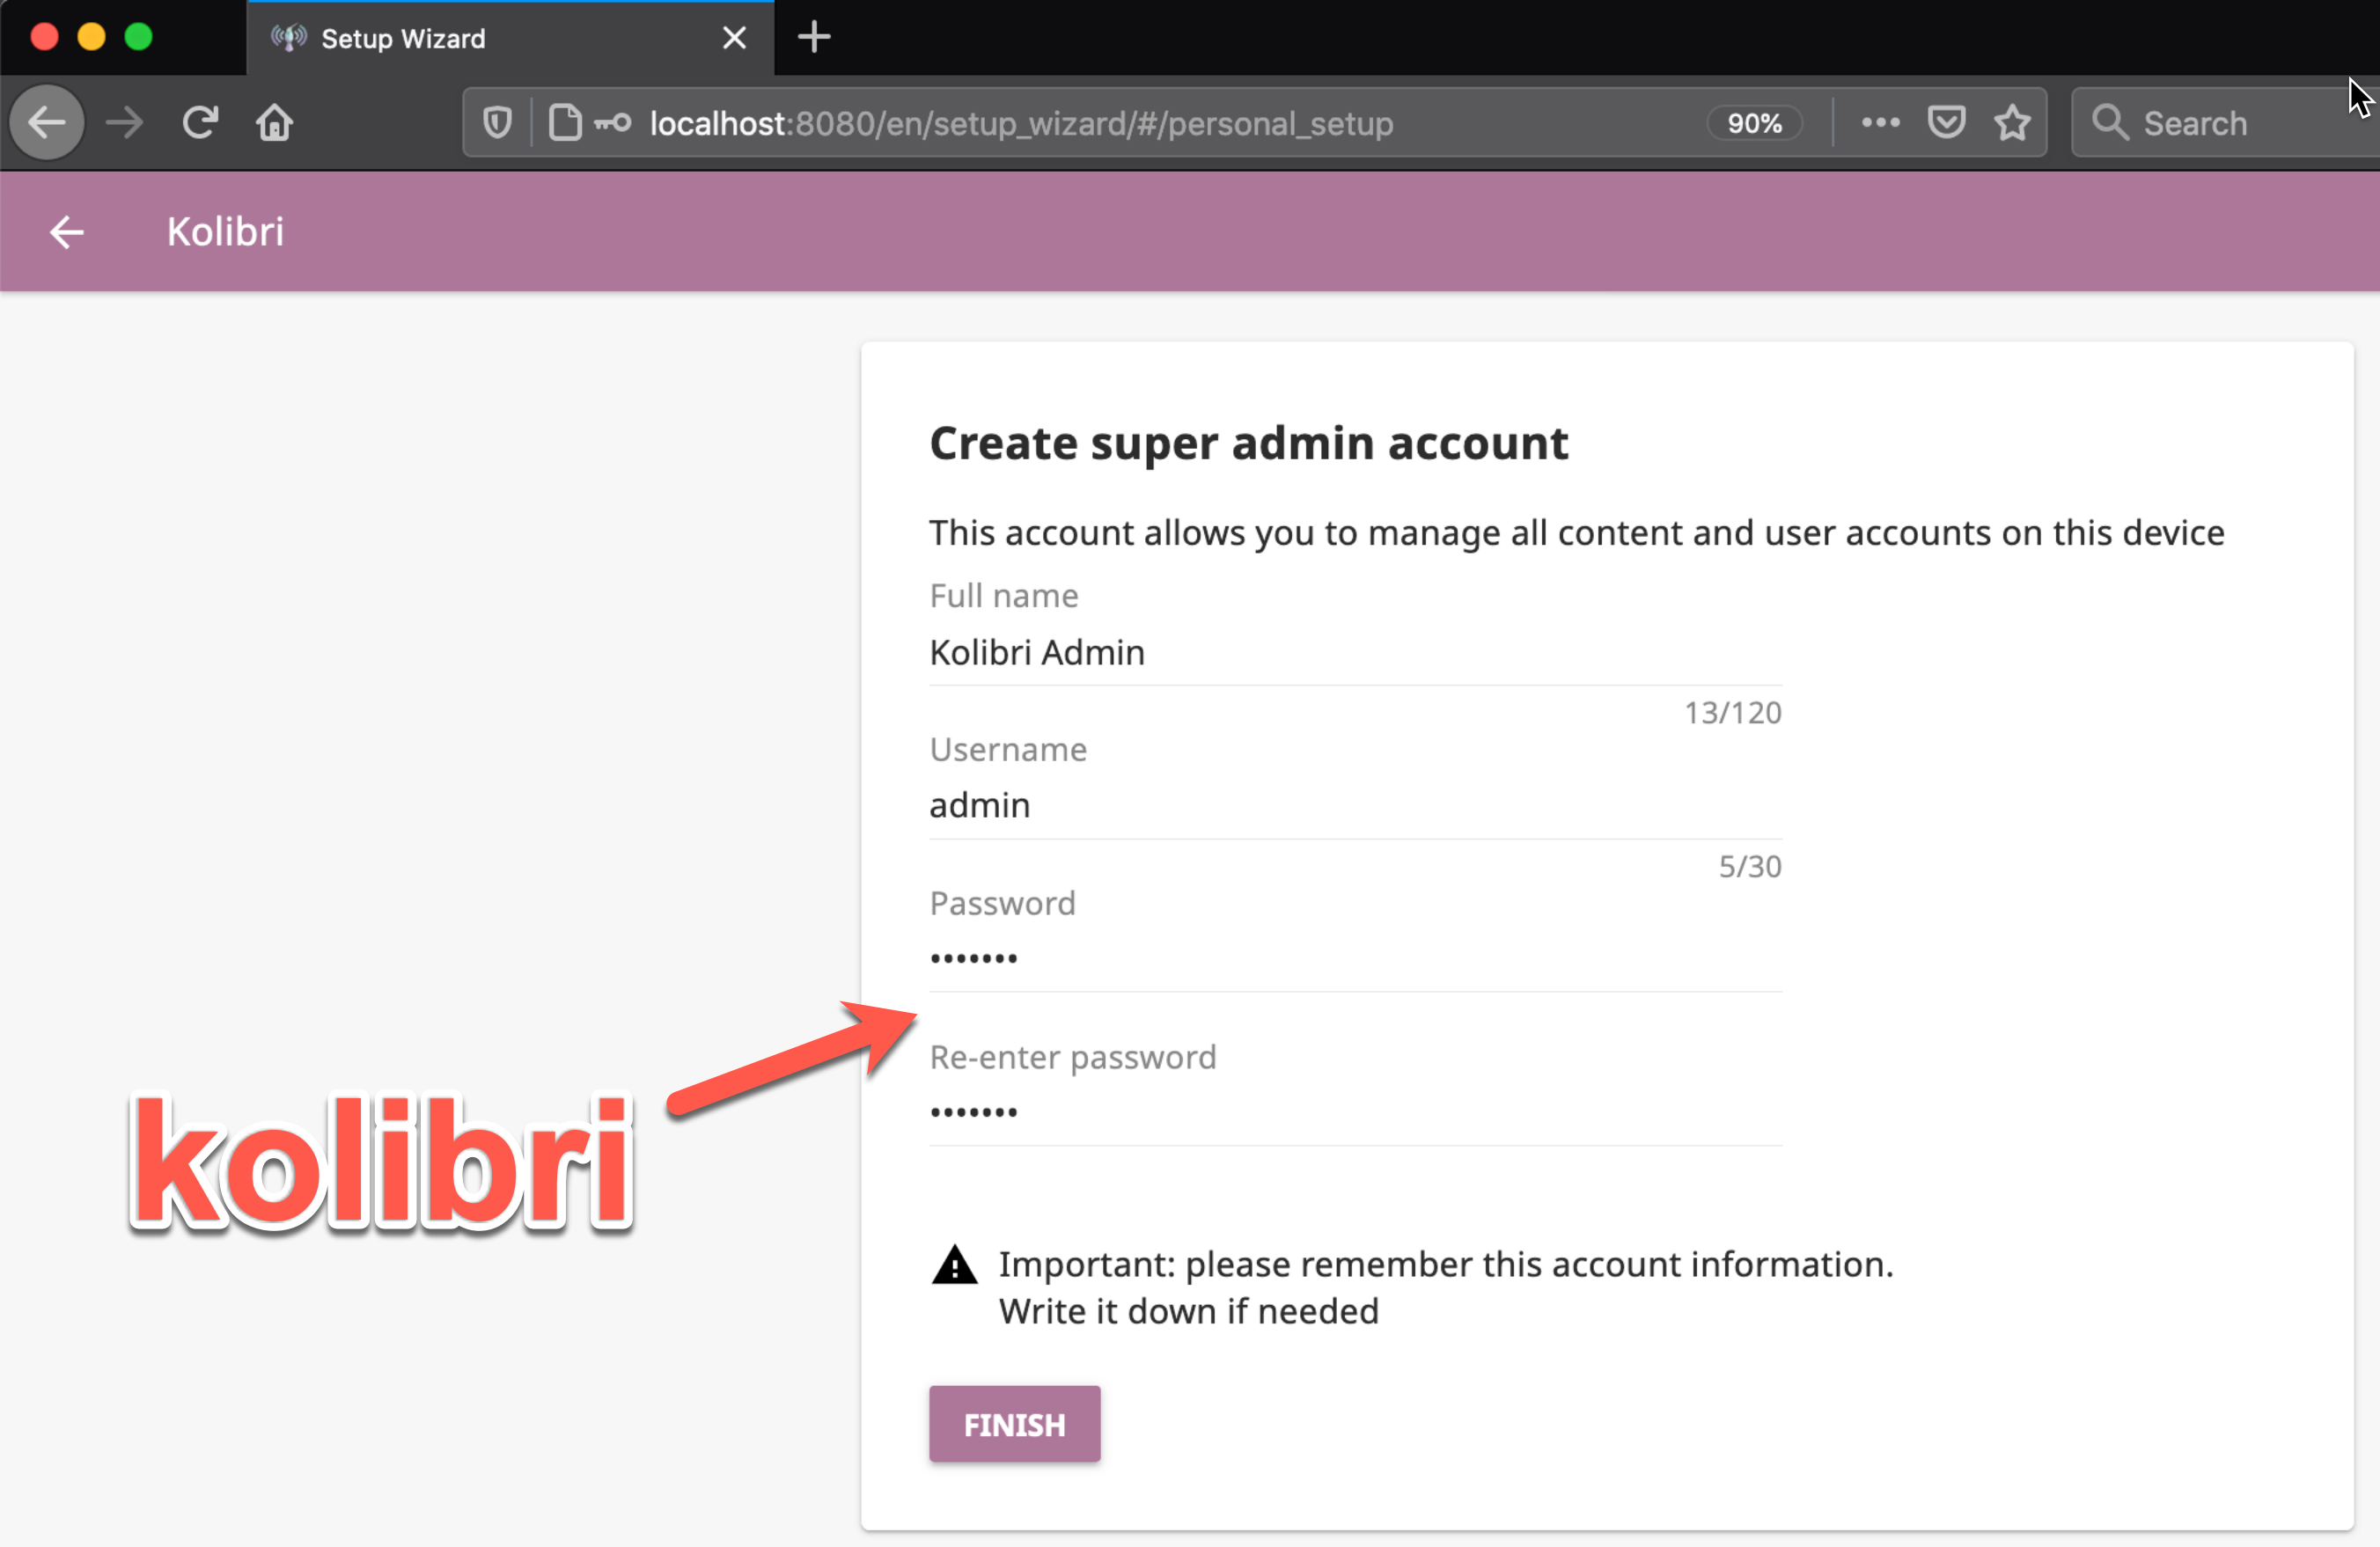 Setup Wizard
localhost:8080/en/setup_wizard/#/personal_setup
90%
Search
Kolibri
Create super admin account
This account allows you to manage all content and user accounts on this device
Full name
Kolibri Admin
13/120
Username
admin
5/30
Password
•••••••
Re-enter password
•••••••
kolibri
Important: please remember this account information.
Write it down if needed
FINISH